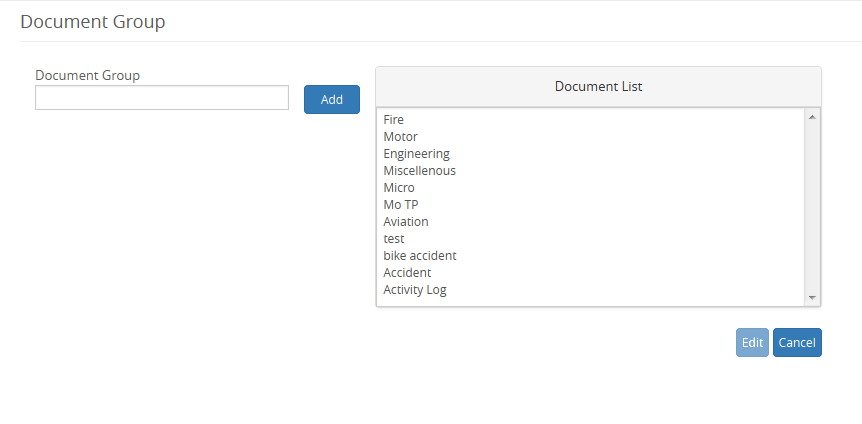 Document Group
Document Group
Add
Document List
Fire
Motor
Engineering
Miscellenous
Micro
Mo TP
Aviation
test
bike accident
Accident
Activity Log
Edit Cancel